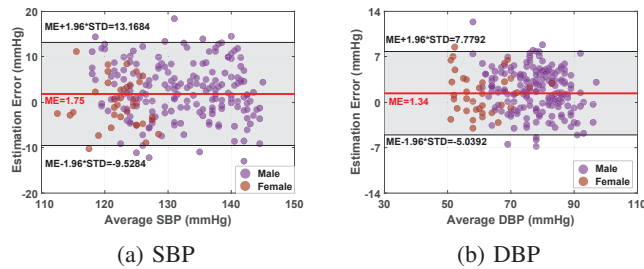 20
ME+1.96*STD=13.1684
10
ME=1.75
0
-10
ME-1.96*STD=-9.5284
-20
Male
Female
110 120 130 140 150
Average SBP (mmHg)
Estimation Error (mmHg)
(a) SBP
14
ME+1.96*STD=7.7792
7
ME=1.34
0
ME-1.96*STD=-5.0392
-7
-14
Male
Female
30 50 70 90 110
Average DBP (mmHg)
Estimation Error (mmHg)
(b) DBP